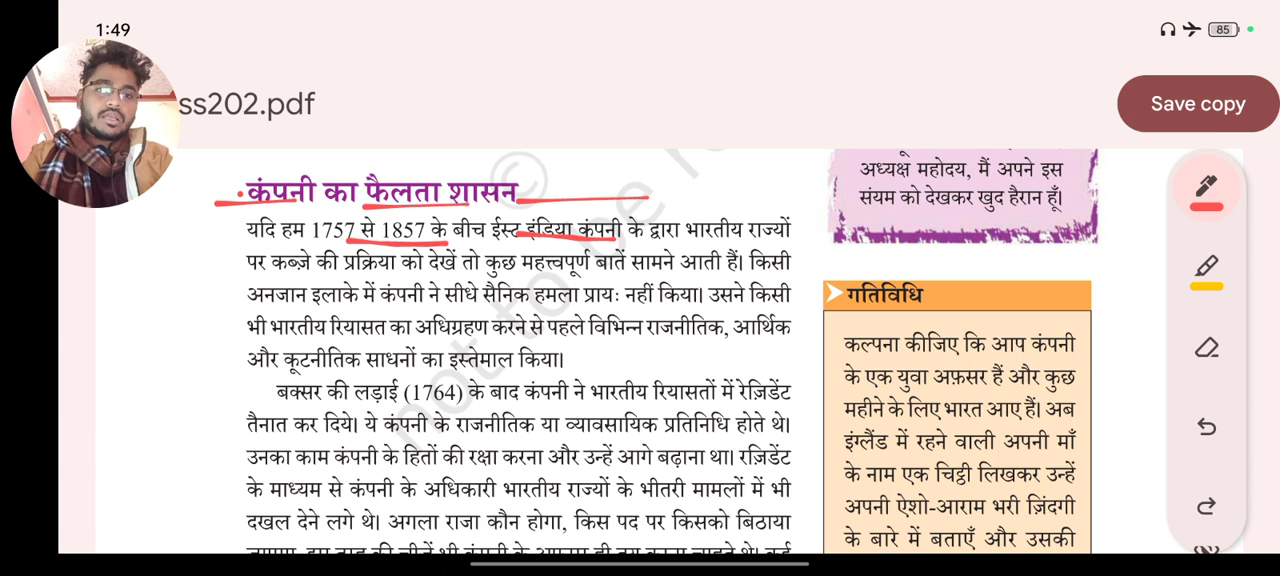 1:49
85
ss202.pdf
Save copy
कंपनी का फैलता शासन
यदि हम 1757 से 1857 के बीच ईस्ट इंडिया कंपनी के द्वारा भारतीय राज्यों
पर कब्ज़े की प्रक्रिया को देखें तो कुछ महत्त्वपूर्ण बातें सामने आती हैं। किसी
अनजान इलाके में कंपनी ने सीधे सैनिक हमला प्रायः नहीं किया। उसने किसी
भी भारतीय रियासत का अधिग्रहण करने से पहले विभिन्न राजनीतिक, आर्थिक
और कूटनीतिक साधनों का इस्तेमाल किया।
बक्सर की लड़ाई (1764) के बाद कंपनी ने भारतीय रियासतों में रेज़िडेंट
तैनात कर दिये। ये कंपनी के राजनीतिक या व्यावसायिक प्रतिनिधि होते थे।
उनका काम कंपनी के हितों की रक्षा करना और उन्हें आगे बढ़ाना था। रज़िडेंट
के माध्यम से कंपनी के अधिकारी भारतीय राज्यों के भीतरी मामलों में भी
दखल देने लगे थे। अगला राजा कौन होगा, किस पद पर किसको बिठाया
अध्यक्ष महोदय, मैं अपने इस
संयम को देखकर खुद हैरान हूँ।
गतिविधि
कल्पना कीजिए कि आप कंपनी
के एक युवा अफ़सर हैं और कुछ
महीने के लिए भारत आए हैं। अब
इंग्लैंड में रहने वाली अपनी माँ
के नाम एक चिट्ठी लिखकर उन्हें
अपनी ऐशो-आराम भरी ज़िंदगी
के बारे में बताएँ और उसकी
© not to be